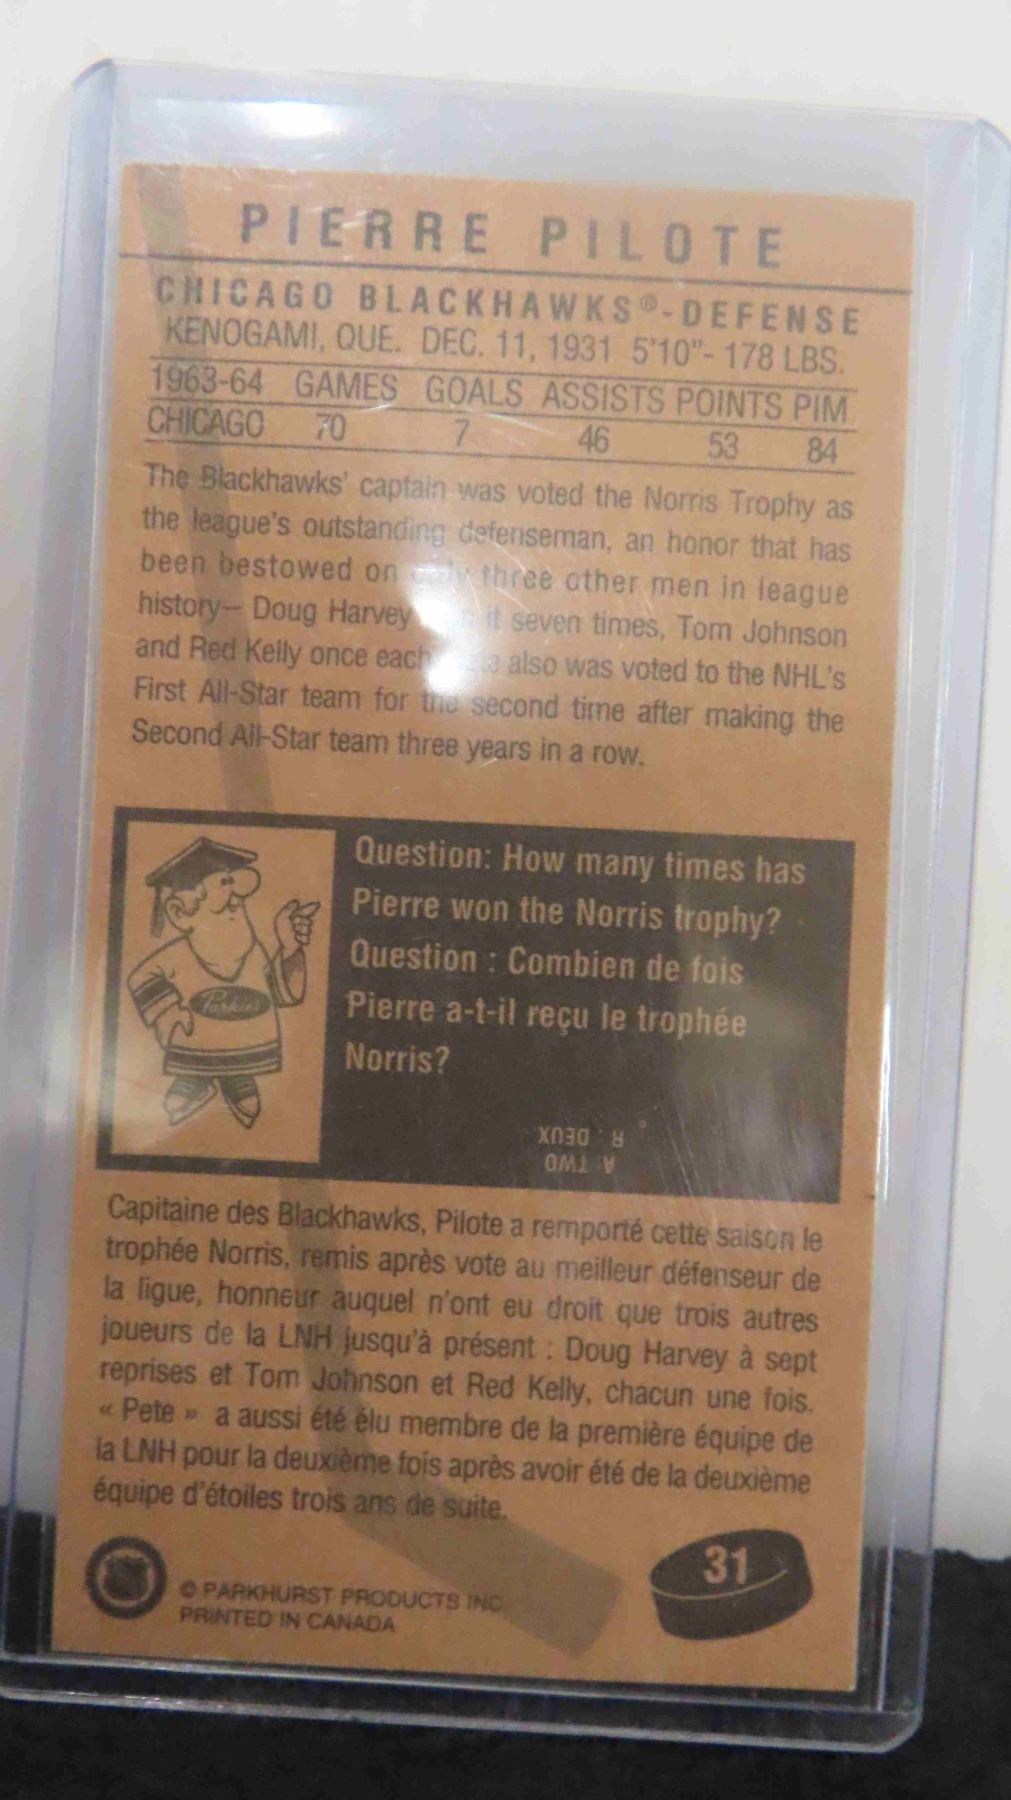 PIERRE PILOTE
CHICAGO BLACKHAWKS®-DEFENSE
KENOGAMI, QUE. DEC. 11, 1931 5'10"- 178 LBS.
1963-64 GAMES GOALS ASSISTS POINTS PIM
CHICAGO 70 7 46 53 84
The Blackhawks' captain was voted the Norris Trophy as
the league's outstanding defenseman, an honor that has
been bestowed on only three other men in league
history– Doug Harvey it seven times, Tom Johnson
and Red Kelly once each also was voted to the NHL's
First All-Star team for the second time after making the
Second All-Star team three years in a row.
Question: How many times has
Pierre won the Norris trophy?
Question : Combien de fois
Pierre a-t-il reçu le trophée
Norris?
Parkies
A: TWO
R : DEUX
Capitaine des Blackhawks, Pilote a remporté cette saison le
trophée Norris, remis après vote au meilleur défenseur de
la ligue, honneur auquel n'ont eu droit que trois autres
joueurs de la LNH jusqu'à présent : Doug Harvey à sept
reprises et Tom Johnson et Red Kelly, chacun une fois.
« Pete » a aussi été élu membre de la première équipe de
la LNH pour la deuxième fois après avoir été de la deuxième
équipe d'étoiles trois ans de suite.
31
© PARKHURST PRODUCTS INC
PRINTED IN CANADA